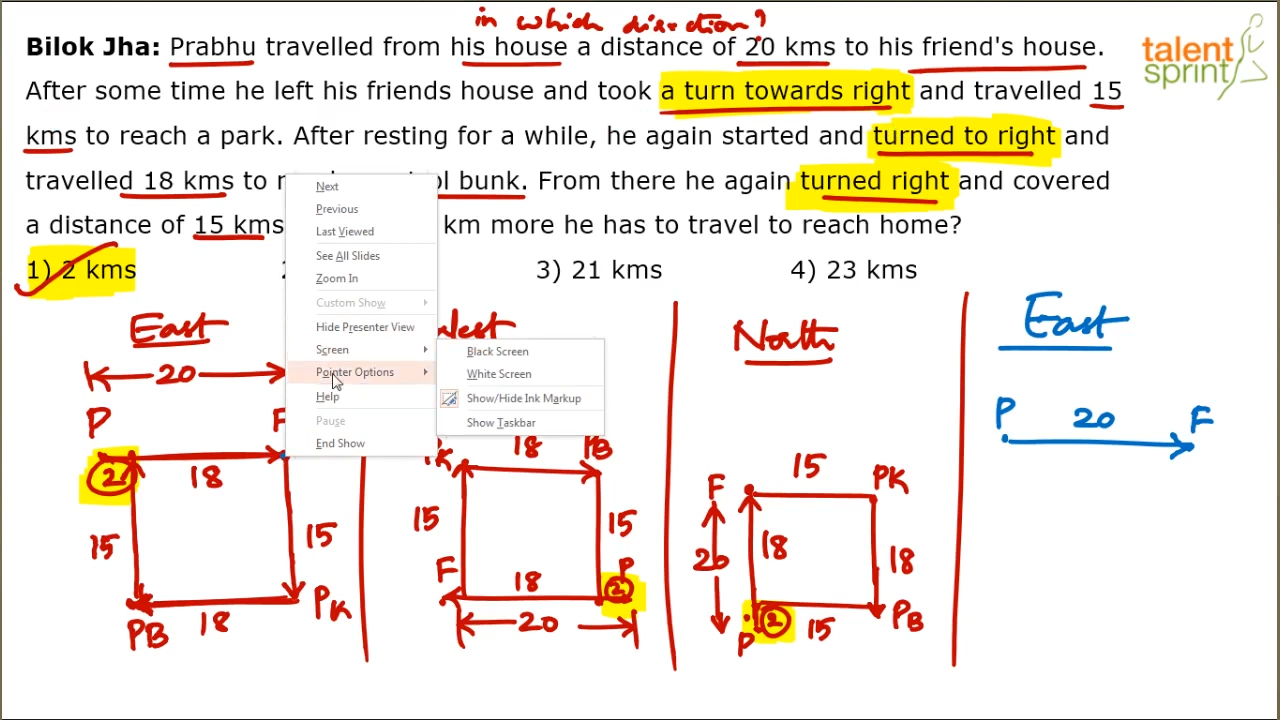 in which direction?
Bilok Jha: Prabhu travelled from his house a distance of 20 kms to his friend's house.
talent
sprint
After some time he left his friends house and took a turn towards right and travelled 15
kms to reach a park. After resting for a while, he again started and turned to right and
travelled 18 kms to bunk. From there he again turned right and covered
a distance of 15 kms km more he has to travel to reach home?
1) 2 kms 3) 21 kms 4) 23 kms
Next
Previous
Last Viewed
See All Slides
Zoom In
Custom Show
Hide Presenter View
Screen
Pointer Options
Help
Pause
End Show
Black Screen
White Screen
Show/Hide Ink Markup
Show Taskbar
East
20
P F
2 18
15 15
PB 18 PK
West
PK 18 PB
15 15
F 18 P
2
20
North
15
F PK
20 18 18
2
P 15 PB
East
P 20 F